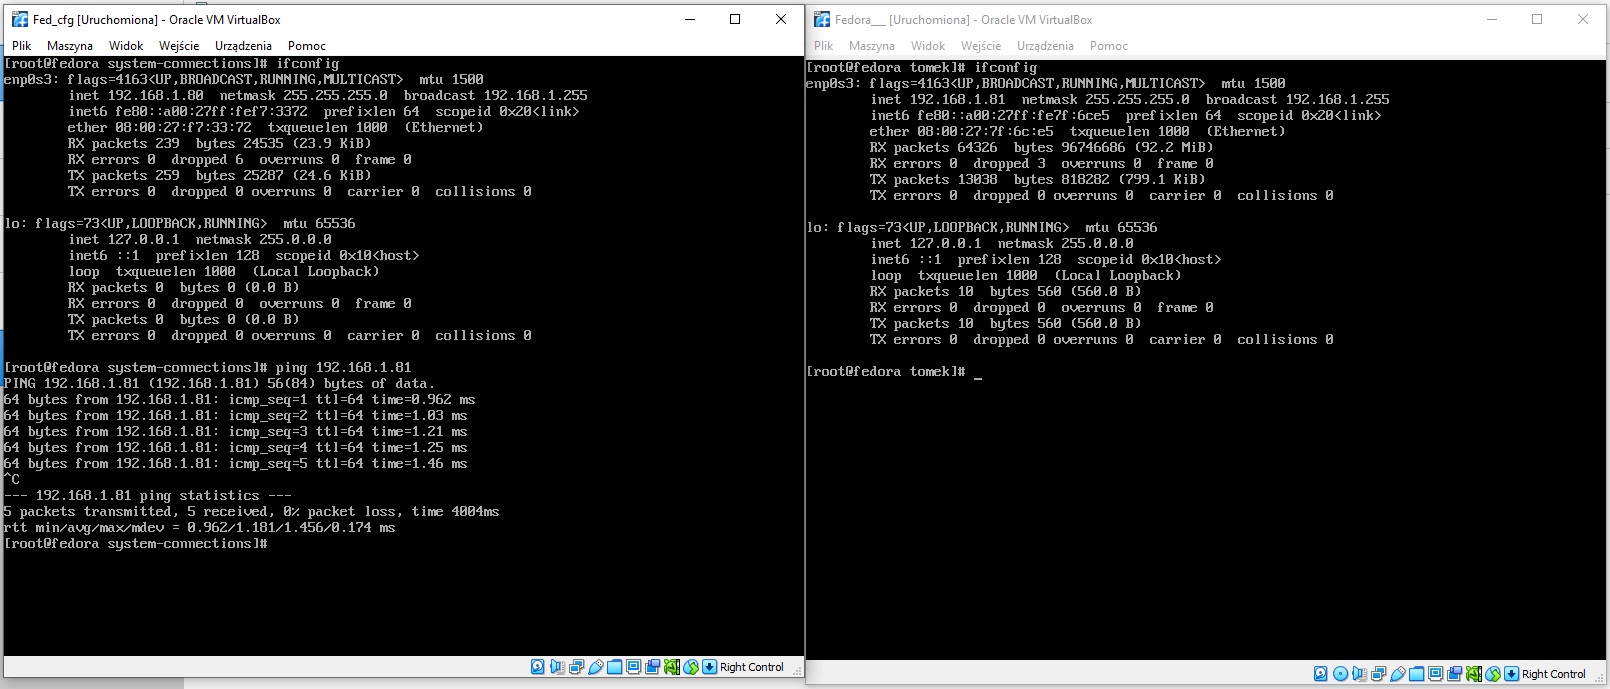 Fed_cfg [Uruchomiona] - Oracle VM VirtualBox
Plik Maszyna Widok Wejście Urządzenia Pomoc
[root@fedora system-connections]# ifconfig
enp0s3: flags=4163<UP,BROADCAST,RUNNING,MULTICAST>  mtu 1500
        inet 192.168.1.80  netmask 255.255.255.0  broadcast 192.168.1.255
        inet6 fe80::a00:27ff:fef7:3372  prefixlen 64  scopeid 0x20<link>
        ether 08:00:27:f7:33:72  txqueuelen 1000  (Ethernet)
        RX packets 239  bytes 24535 (23.9 KiB)
        RX errors 0  dropped 6  overruns 0  frame 0
        TX packets 259  bytes 25287 (24.6 KiB)
        TX errors 0  dropped 0 overruns 0  carrier 0  collisions 0
lo: flags=73<UP,LOOPBACK,RUNNING>  mtu 65536
        inet 127.0.0.1  netmask 255.0.0.0
        inet6 ::1  prefixlen 128  scopeid 0x10<host>
        loop  txqueuelen 1000  (Local Loopback)
        RX packets 0  bytes 0 (0.0 B)
        RX errors 0  dropped 0  overruns 0  frame 0
        TX packets 0  bytes 0 (0.0 B)
        TX errors 0  dropped 0 overruns 0  carrier 0  collisions 0
[root@fedora system-connections]# ping 192.168.1.81
PING 192.168.1.81 (192.168.1.81) 56(84) bytes of data.
64 bytes from 192.168.1.81: icmp_seq=1 ttl=64 time=0.962 ms
64 bytes from 192.168.1.81: icmp_seq=2 ttl=64 time=1.03 ms
64 bytes from 192.168.1.81: icmp_seq=3 ttl=64 time=1.21 ms
64 bytes from 192.168.1.81: icmp_seq=4 ttl=64 time=1.25 ms
64 bytes from 192.168.1.81: icmp_seq=5 ttl=64 time=1.46 ms
^C
--- 192.168.1.81 ping statistics ---
5 packets transmitted, 5 received, 0% packet loss, time 4004ms
rtt min/avg/max/mdev = 0.962/1.181/1.456/0.174 ms
[root@fedora system-connections]#
Right Control
Fedora__ [Uruchomiona] - Oracle VM VirtualBox
Plik Maszyna Widok Wejście Urządzenia Pomoc
[root@fedora tomek]# ifconfig
enp0s3: flags=4163<UP,BROADCAST,RUNNING,MULTICAST>  mtu 1500
        inet 192.168.1.81  netmask 255.255.255.0  broadcast 192.168.1.255
        inet6 fe80::a00:27ff:fe7f:6ce5  prefixlen 64  scopeid 0x20<link>
        ether 08:00:27:7f:6c:e5  txqueuelen 1000  (Ethernet)
        RX packets 64326  bytes 96746686 (92.2 MiB)
        RX errors 0  dropped 3  overruns 0  frame 0
        TX packets 13038  bytes 818282 (799.1 KiB)
        TX errors 0  dropped 0 overruns 0  carrier 0  collisions 0
lo: flags=73<UP,LOOPBACK,RUNNING>  mtu 65536
        inet 127.0.0.1  netmask 255.0.0.0
        inet6 ::1  prefixlen 128  scopeid 0x10<host>
        loop  txqueuelen 1000  (Local Loopback)
        RX packets 10  bytes 560 (560.0 B)
        RX errors 0  dropped 0  overruns 0  frame 0
        TX packets 10  bytes 560 (560.0 B)
        TX errors 0  dropped 0 overruns 0  carrier 0  collisions 0
[root@fedora tomek]# _
Right Control